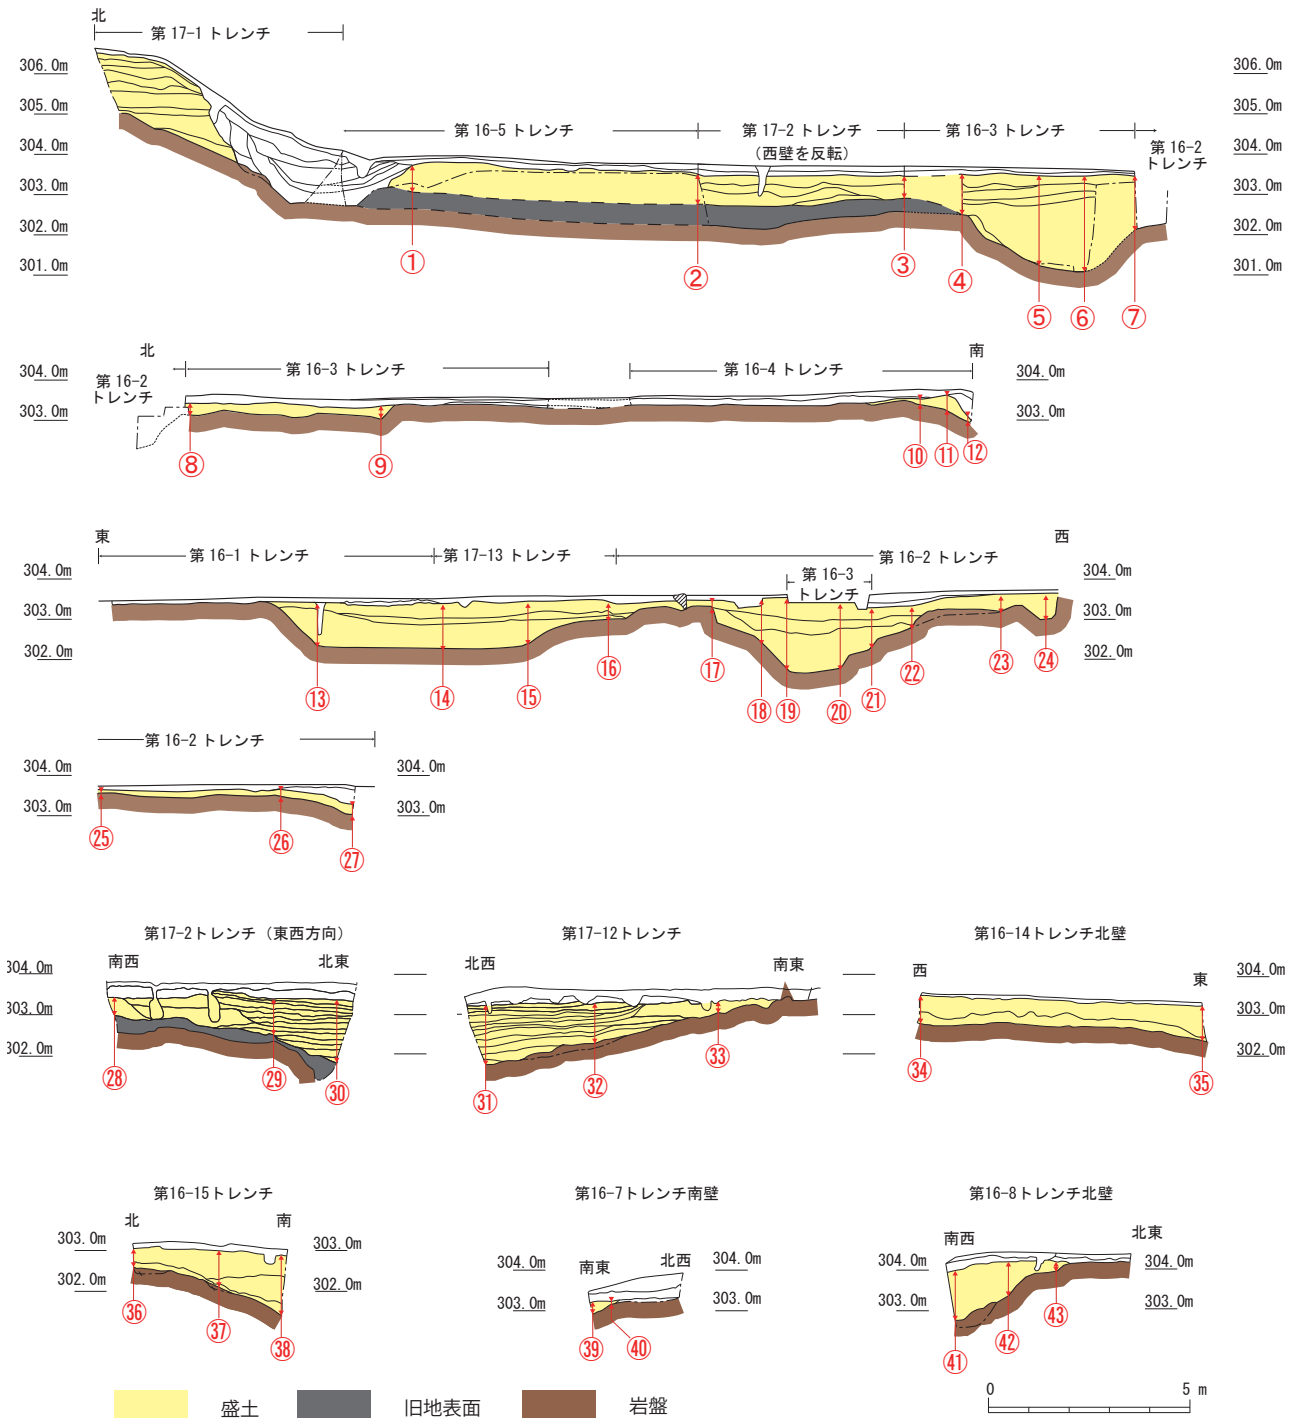 北
第 17-1 トレンチ
306.0m
305.0m
304.0m
303.0m
302.0m
301.0m
第 16-5 トレンチ
第 17-2 トレンチ
（西壁を反転）
第 16-3 トレンチ
第 16-2
トレンチ
306.0m
305.0m
304.0m
303.0m
302.0m
301.0m
① ② ③ ④ ⑤ ⑥ ⑦
北
南
304.0m
303.0m
第 16-2
トレンチ
第 16-3 トレンチ
第 16-4 トレンチ
304.0m
303.0m
⑧ ⑨ ⑩ ⑪ ⑫
東
西
第 16-1 トレンチ
第 17-13 トレンチ
第 16-2 トレンチ
第 16-3
トレンチ
304.0m
303.0m
302.0m
304.0m
303.0m
302.0m
⑬ ⑭ ⑮ ⑯ ⑰ ⑱ ⑲ ⑳ ㉑ ㉒ ㉓ ㉔
第 16-2 トレンチ
304.0m
303.0m
304.0m
303.0m
㉕ ㉖ ㉗
第17-2トレンチ（東西方向）
南西
北東
304.0m
303.0m
302.0m
㉘ ㉙ ㉚
第17-12トレンチ
北西
南東
㉛ ㉜ ㉝
第16-14トレンチ北壁
西
東
304.0m
303.0m
302.0m
㉞ ㉟
第16-15トレンチ
北
南
303.0m
302.0m
303.0m
302.0m
㊱ ㊲ ㊳
第16-7トレンチ南壁
南東
北西
304.0m
303.0m
304.0m
303.0m
㊴ ㊵
第16-8トレンチ北壁
南西
北東
304.0m
303.0m
304.0m
303.0m
㊶ ㊷ ㊸
盛土
旧地表面
岩盤
0 5 m